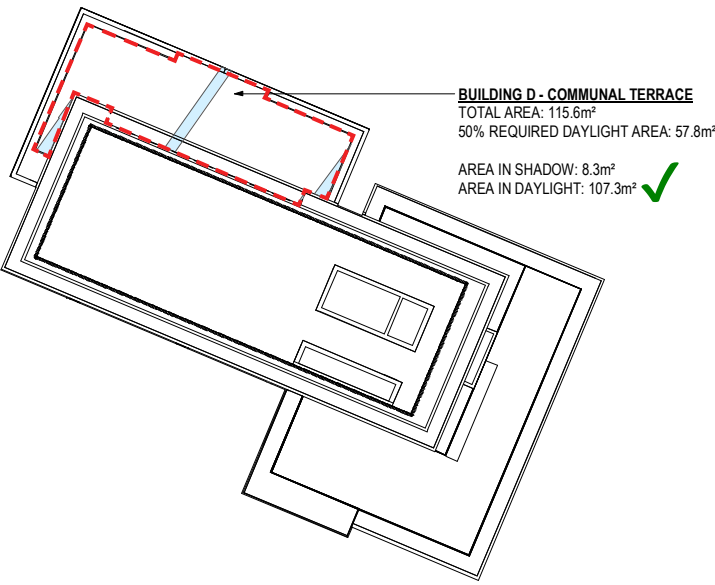 BUILDING D - COMMUNAL TERRACE
TOTAL AREA: 115.6m²
50% REQUIRED DAYLIGHT AREA: 57.8m²
AREA IN SHADOW: 8.3m²
AREA IN DAYLIGHT: 107.3m²